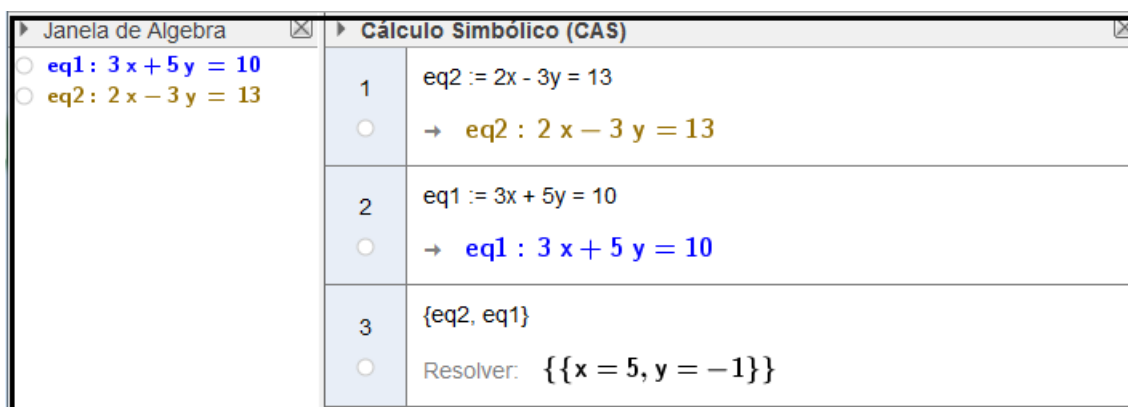 Janela de Álgebra
eq1: 3 x + 5 y = 10
eq2: 2 x − 3 y = 13
Cálculo Simbólico (CAS)
1
eq2 := 2x - 3y = 13
→ eq2 : 2 x − 3 y = 13
2
eq1 := 3x + 5y = 10
→ eq1 : 3 x + 5 y = 10
3
{eq2, eq1}
Resolver: {{x = 5, y = −1}}